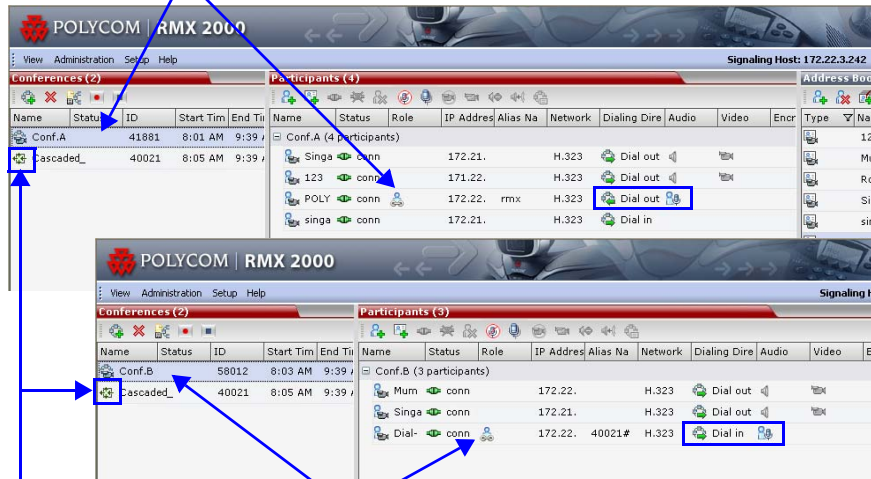 POLYCOM | RMX 2000
View Administration Setup Help Signaling Host: 172.22.3.242
Conferences (2) Participants (4) Address Boo
Name Status ID Start Tim End Ti Name Status Role IP Addres Alias Na Network Dialing Dire Audio Video Encr Type Na
Conf.A 41881 8:01 AM 9:39 Conf.A (4 participants) 12
Cascaded_ 40021 8:05 AM 9:39 Singa conn 172.21. H.323 Dial out Mu
123 conn 171.22. H.323 Dial out Ro
POLY conn 172.22. rmx H.323 Dial out Si
singa conn 172.21. H.323 Dial in sin
POLYCOM | RMX 2000
View Administration Setup Help Signaling H
Conferences (2) Participants (3)
Name Status ID Start Tim End Ti Name Status Role IP Addres Alias Na Network Dialing Dire Audio Video E
Conf.B 58012 8:03 AM 9:39 Conf.B (3 participants)
Cascaded_ 40021 8:05 AM 9:39 Mum conn 172.22. H.323 Dial out
Singa conn 172.21. H.323 Dial out
Dial- conn 172.22. 40021# H.323 Dial in